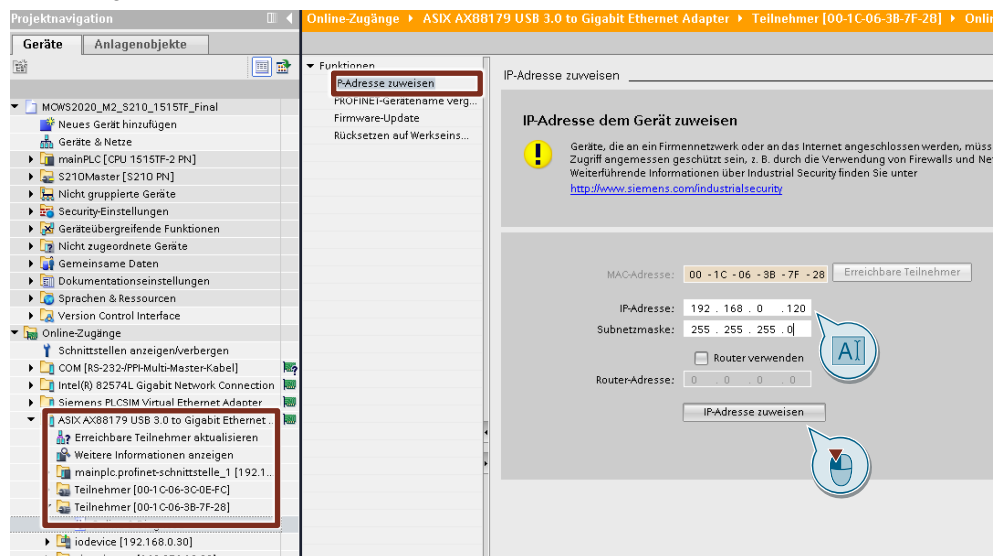 Projektnavigation
Online-Zugänge ▸ ASIX AX88179 USB 3.0 to Gigabit Ethernet Adapter ▸ Teilnehmer [00-1C-06-3B-7F-28] ▸
Geräte
Anlagenobjekte
MCWS2020_M2_S210_1515TF_Final
Neues Gerät hinzufügen
Geräte & Netze
mainPLC [CPU 1515TF-2 PN]
S210Master [S210 PN]
Nicht gruppierte Geräte
Security-Einstellungen
Geräteübergreifende Funktionen
Nicht zugeordnete Geräte
Gemeinsame Daten
Dokumentationseinstellungen
Sprachen & Ressourcen
Version Control Interface
Online-Zugänge
Schnittstellen anzeigen/verbergen
COM [RS-232-/PPI-Multi-Master-Kabel]
Intel(R) 82574L Gigabit Network Connection
Siemens PLCSIM Virtual Ethernet Adapter
ASIX AX88179 USB 3.0 to Gigabit Ethernet ..
Erreichbare Teilnehmer aktualisieren
Weitere Informationen anzeigen
mainplc.profinet-schnittstelle_1 [192.1...
Teilnehmer [00-1C-06-3C-0E-FC]
Teilnehmer [00-1C-06-3B-7F-28]
iodevice [192.168.0.30]
Funktionen
IP-Adresse zuweisen
PROFINET-Gerätename verg...
Firmware-Update
Rücksetzen auf Werkseins...
IP-Adresse zuweisen
IP-Adresse dem Gerät zuweisen
Geräte, die an ein Firmennetzwerk oder an das Internet angeschlossen werden, müss
Zugriff angemessen geschützt sein, z. B. durch die Verwendung von Firewalls und Ne
Weiterführende Informationen über Industrial Security finden Sie unter
http://www.siemens.com/industrialsecurity
MAC-Adresse: 00 - 1C - 06 - 3B - 7F - 28 Erreichbare Teilnehmer
IP-Adresse: 192 . 168 . 0 . 120
Subnetzmaske: 255 . 255 . 255 . 0
Router verwenden
Router-Adresse: 0 . 0 . 0 . 0
IP-Adresse zuweisen
A